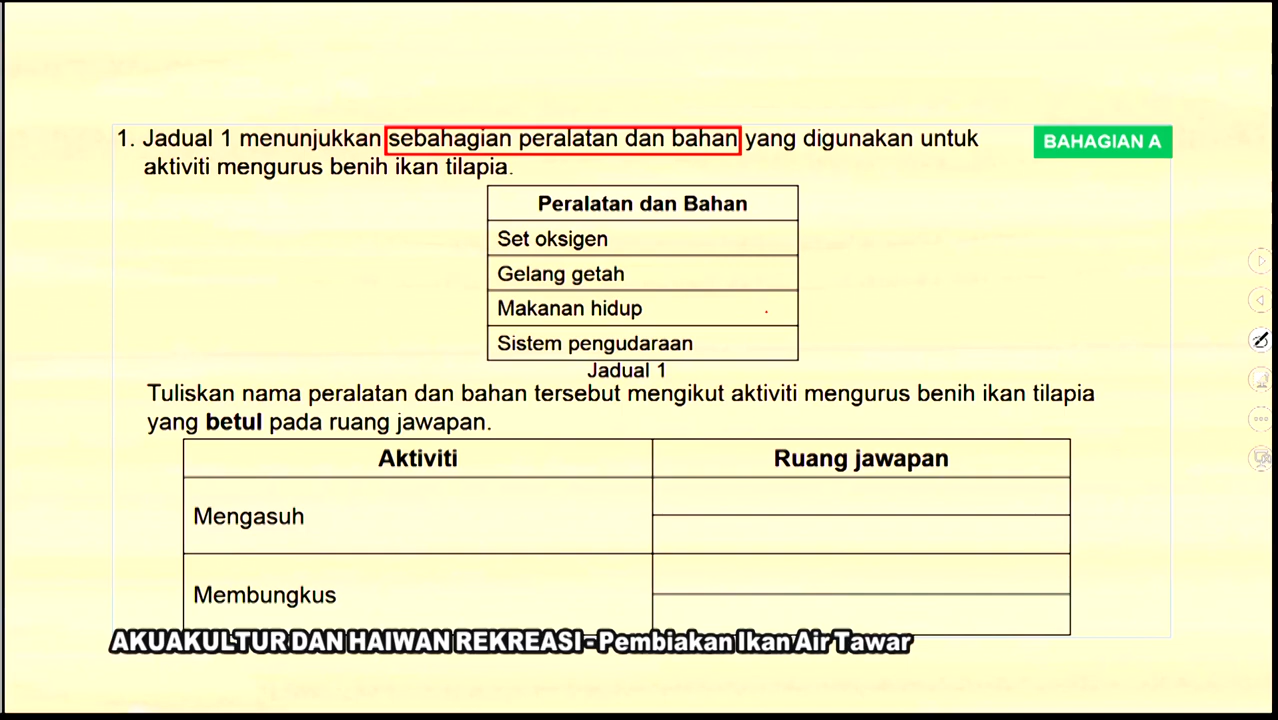 1. Jadual 1 menunjukkan sebahagian peralatan dan bahan yang digunakan untuk
aktiviti mengurus benih ikan tilapia.
BAHAGIAN A
Peralatan dan Bahan
Set oksigen
Gelang getah
Makanan hidup
Sistem pengudaraan
Jadual 1
Tuliskan nama peralatan dan bahan tersebut mengikut aktiviti mengurus benih ikan tilapia
yang betul pada ruang jawapan.
Aktiviti
Ruang jawapan
Mengasuh
Membungkus
AKUAKULTUR DAN HAIWAN REKREASI - Pembiakan Ikan Air Tawar